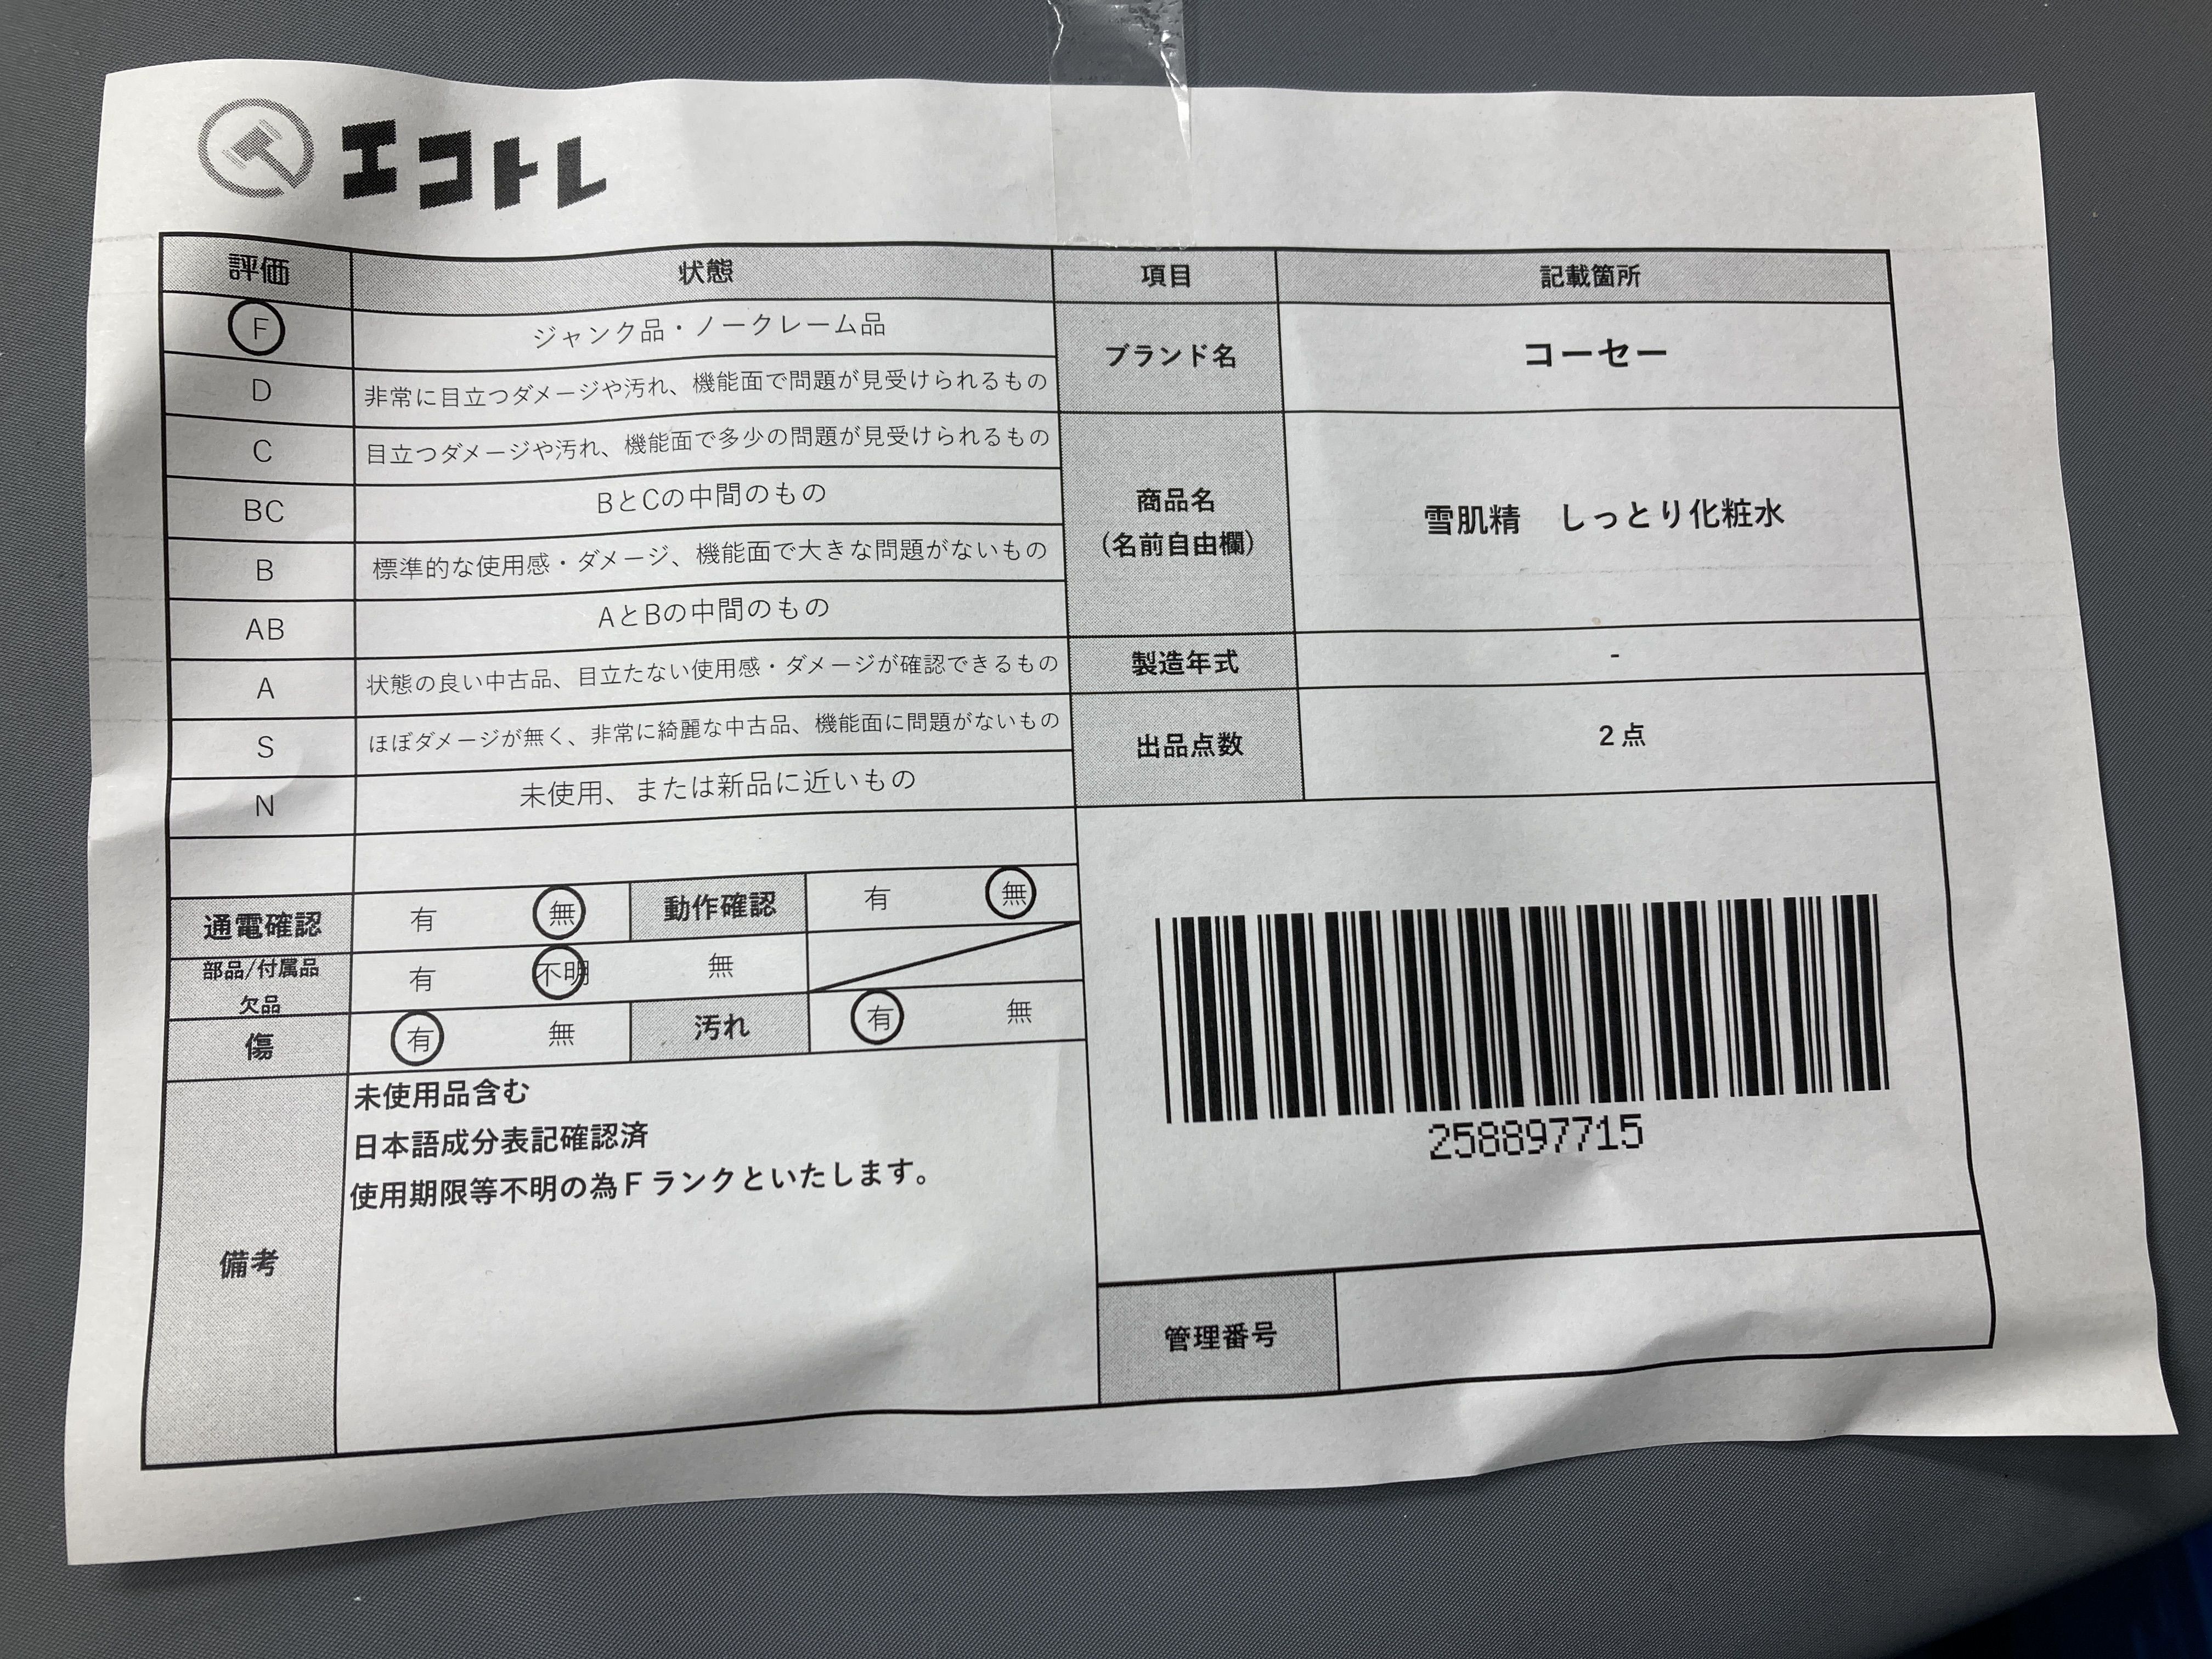 エコトレ
評価 状態
F ジャンク品・ノークレーム品
D 非常に目立つダメージや汚れ、機能面で問題が見受けられるもの
C 目立つダメージや汚れ、機能面で多少の問題が見受けられるもの
BC BとCの中間のもの
B 標準的な使用感・ダメージ、機能面で大きな問題がないもの
AB AとBの中間のもの
A 状態の良い中古品、目立たない使用感・ダメージが確認できるもの
S ほぼダメージが無く、非常に綺麗な中古品、機能面に問題がないもの
N 未使用、または新品に近いもの
通電確認 有 無 動作確認 有 無
部品/付属品
欠品 有 不明 無
傷 有 無 汚れ 有 無
備考
未使用品含む
日本語成分表記確認済
使用期限等不明の為Fランクといたします。
項目 記載箇所
ブランド名 コーセー
商品名
(名前自由欄)
雪肌精 しっとり化粧水
製造年式 -
出品点数 2点
258897715
管理番号